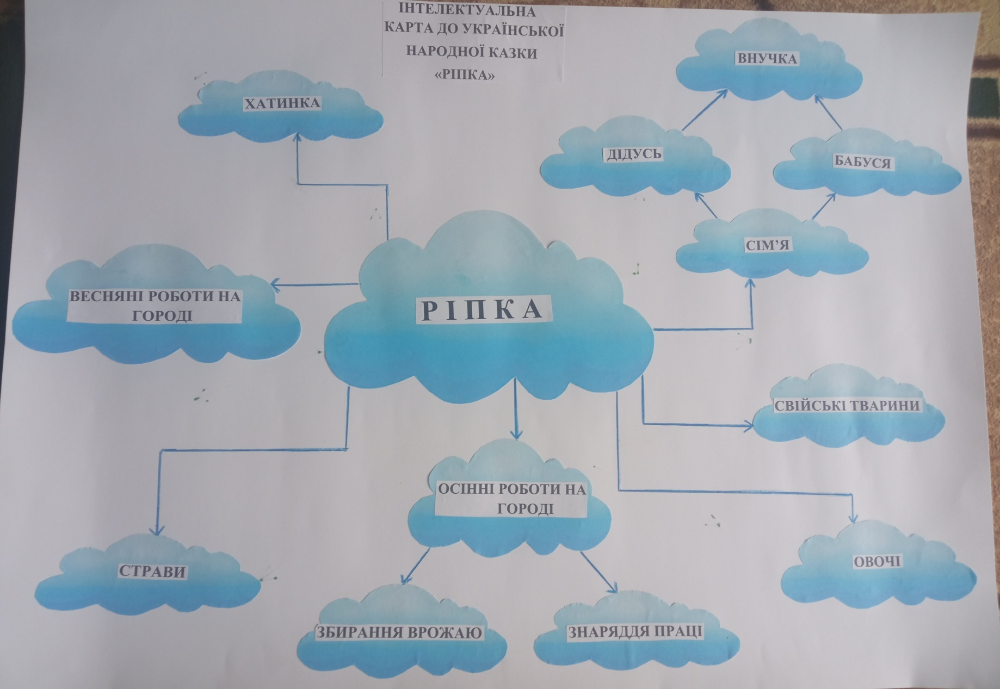 ІНТЕЛЕКТУАЛЬНА
КАРТА ДО УКРАЇНСЬКОЇ
НАРОДНОЇ КАЗКИ
«РІПКА»
ВНУЧКА
ХАТИНКА
ДІДУСЬ
БАБУСЯ
СІМ’Я
ВЕСНЯНІ РОБОТИ НА
ГОРОДІ
РІПКА
СВІЙСЬКІ ТВАРИНИ
ОСІННІ РОБОТИ НА
ГОРОДІ
СТРАВИ
ОВОЧІ
ЗБИРАННЯ ВРОЖАЮ
ЗНАРЯДДЯ ПРАЦІ